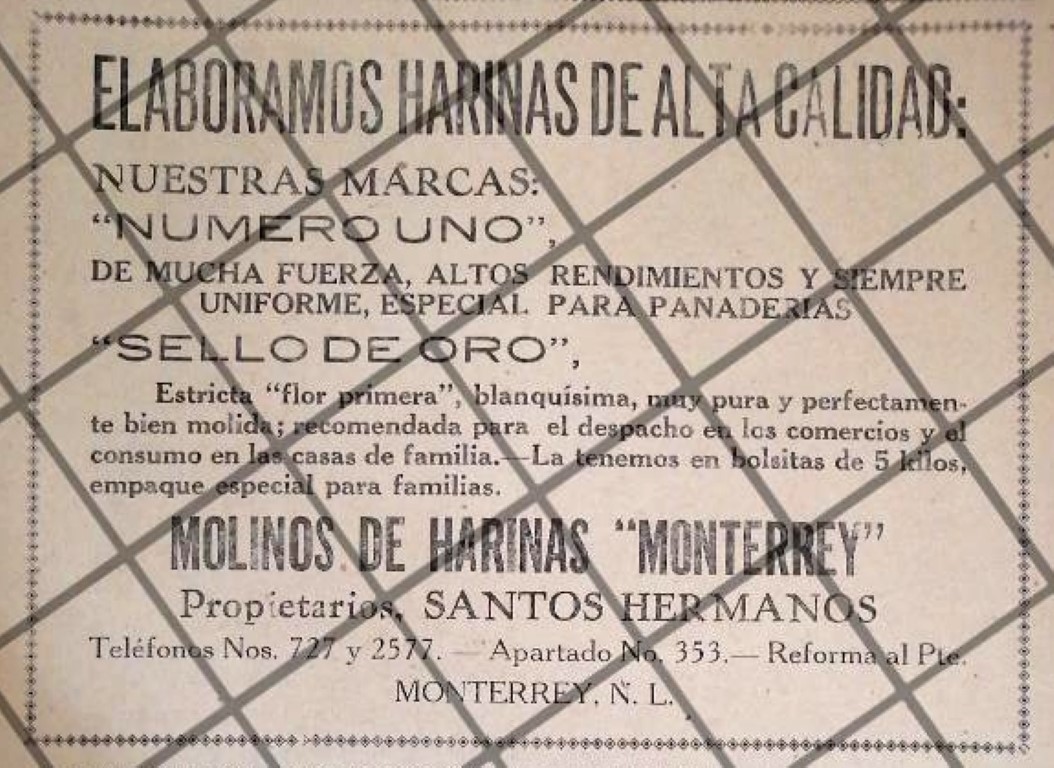 ELABORAMOS HARINAS DE ALTA CALIDAD:
NUESTRAS MARCAS:
“NUMERO UNO”,
DE MUCHA FUERZA, ALTOS RENDIMIENTOS Y SIEMPRE
UNIFORME, ESPECIAL PARA PANADERIAS
“SELLO DE ORO”,
Estricta “flor primera”, blanquísima, muy pura y perfectamen-
te bien molida; recomendada para el despacho en los comercios y el
consumo en las casas de familia.—La tenemos en bolsitas de 5 kilos,
empaque especial para familias.
MOLINOS DE HARINAS “MONTERREY”
Propietarios, SANTOS HERMANOS
Teléfonos Nos. 727 y 2577. — Apartado No. 353.— Reforma al Pte.
MONTERREY, N. L.